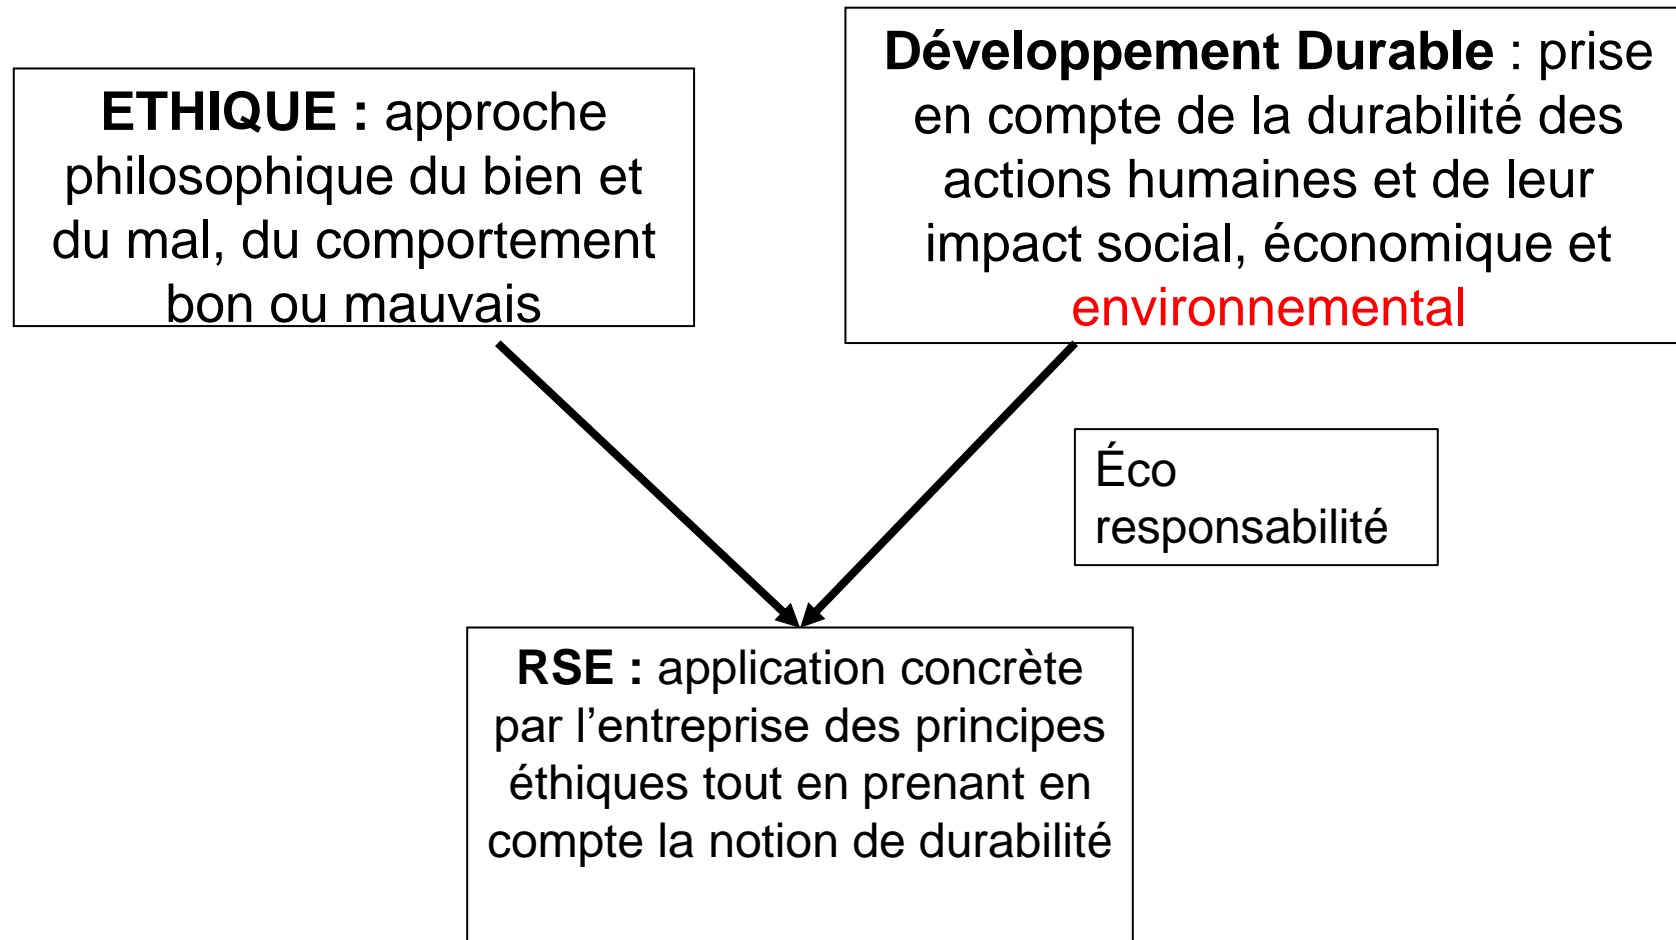 ETHIQUE : approche
philosophique du bien et
du mal, du comportement
bon ou mauvais
Développement Durable : prise
en compte de la durabilité des
actions humaines et de leur
impact social, économique et
environnemental
Éco
responsabilité
RSE : application concrète
par l’entreprise des principes
éthiques tout en prenant en
compte la notion de durabilité